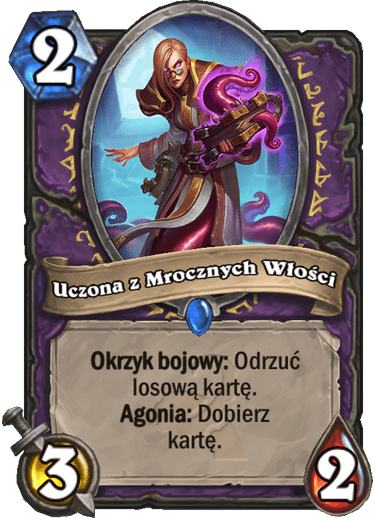 2
Uczona z Mrocznych Włości
Okrzyk bojowy: Odrzuć
losową kartę.
Agonia: Dobierz
kartę.
3
2